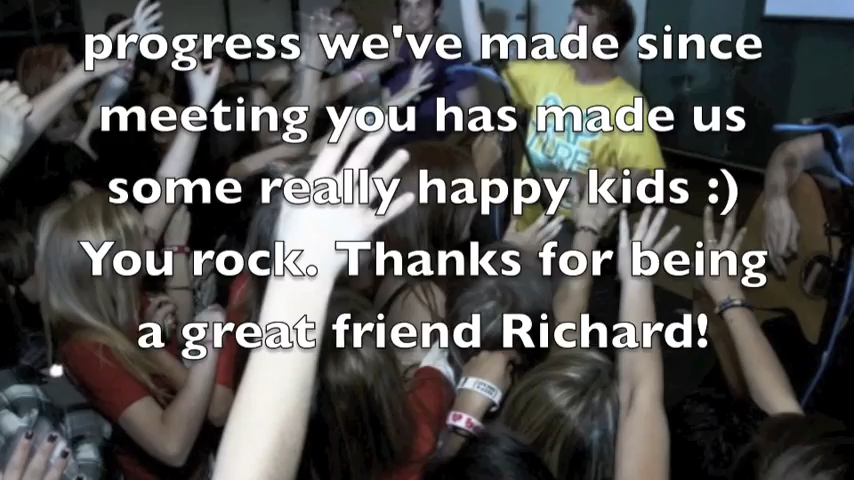 progress we've made since
meeting you has made us
some really happy kids :)
You rock. Thanks for being
a great friend Richard!